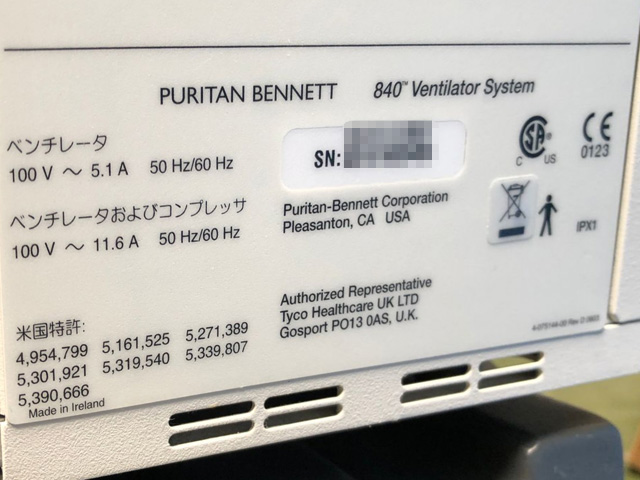 PURITAN BENNETT 840™ Ventilator System
ベンチレータ
100 V ～ 5.1 A 50 Hz/60 Hz
SN:
CSA
C US
CE
0123
ベンチレータおよびコンプレッサ
100 V ～ 11.6 A 50 Hz/60 Hz
Puritan-Bennett Corporation
Pleasanton, CA USA
IPX1
Authorized Representative
Tyco Healthcare UK LTD
Gosport PO13 0AS, U.K.
米国特許:
4,954,799 5,161,525 5,271,389
5,301,921 5,319,540 5,339,807
5,390,666
Made in Ireland